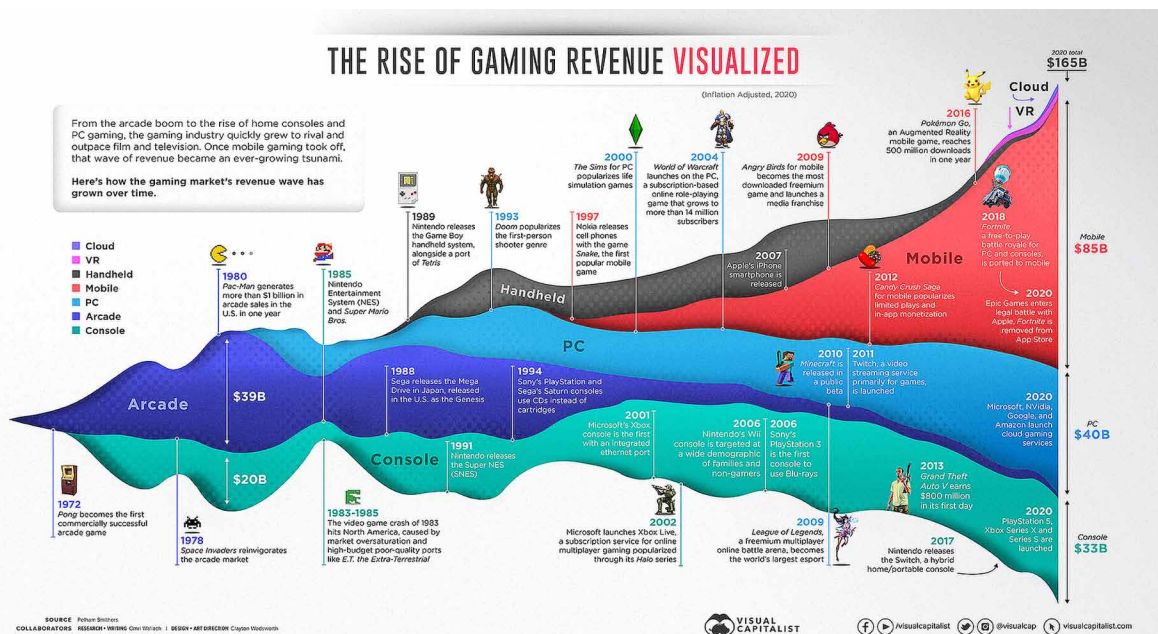 THE RISE OF GAMING REVENUE VISUALIZED
(Inflation Adjusted, 2020)
2020 total
$165B
From the arcade boom to the rise of home consoles and
PC gaming, the gaming industry quickly grew to rival and
outpace film and television. Once mobile gaming took off,
that wave of revenue became an ever-growing tsunami.
Here's how the gaming market's revenue wave has
grown over time.
Cloud
VR
Handheld
Mobile
PC
Arcade
Console
1980
Pac-Man generates
more than $1 billion in
arcade sales in the
U.S. in one year
1985
Nintendo
Entertainment
System (NES)
and Super Mario
Bros.
1989
Nintendo releases
the Game Boy
handheld system,
alongside a port
of Tetris
1993
Doom popularizes
the first-person
shooter genre
1997
Nokia releases
cell phones
with the game
Snake, the first
popular mobile
game
2000
The Sims for PC
popularizes life
simulation games
2004
World of Warcraft
launches on the PC,
a subscription-based
online role-playing
game that grows to
more than 14 million
subscribers
2009
Angry Birds for mobile
becomes the most
downloaded freemium
game and launches a
media franchise
2016
Pokémon Go,
an Augmented Reality
mobile game, reaches
500 million downloads
in one year
Cloud
VR
2018
Fortnite,
a free-to-play
battle royale for
PC and consoles,
is ported to mobile
2020
Epic Games enters
legal battle with
Apple, Fortnite is
removed from
App Store
Mobile
$85B
2007
Apple's iPhone
smartphone is
released
Mobile
2012
Candy Crush Saga
for mobile popularizes
limited plays and
in-app monetization
Handheld
PC
Arcade
$39B
1988
Sega releases the Mega
Drive in Japan, released
in the U.S. as the Genesis
1994
Sony's PlayStation and
Sega's Saturn consoles
use CDs instead of
cartridges
2010
Minecraft is
released in
a public
beta
2011
Twitch, a video
streaming service
primarily for games,
is launched
2020
Microsoft, NVidia,
Google, and
Amazon launch
cloud gaming
services
PC
$40B
Console
$20B
1991
Nintendo releases
the Super NES
(SNES)
2001
Microsoft's Xbox
console is the first
with an integrated
ethernet port
2006
Nintendo's Wii
console is targeted at
a wide demographic
of families and
non-gamers
2006
Sony's
PlayStation 3
is the first
console to
use Blu-rays
2013
Grand Theft
Auto V earns
$800 million
in its first day
2020
PlayStation 5,
Xbox Series X and
Series S are
launched
Console
$33B
1972
Pong becomes the first
commercially successful
arcade game
1978
Space Invaders reinvigorates
the arcade market
1983-1985
The video game crash of 1983
hits North America, caused by
market oversaturation and
high-budget poor-quality ports
like E.T. the Extra-Terrestrial
2002
Microsoft launches Xbox Live,
a subscription service for online
multiplayer gaming popularized
through its Halo series
2009
League of Legends,
a freemium multiplayer
online battle arena, becomes
the world's largest esport
2017
Nintendo releases
the Switch, a hybrid
home/portable console
SOURCE Pelham Smithers
COLLABORATORS RESEARCH + WRITING Omri Wallach | DESIGN + ART DIRECTION Clayton Wadsworth
VISUAL CAPITALIST
/visualcapitalist
@visualcap
visualcapitalist.com